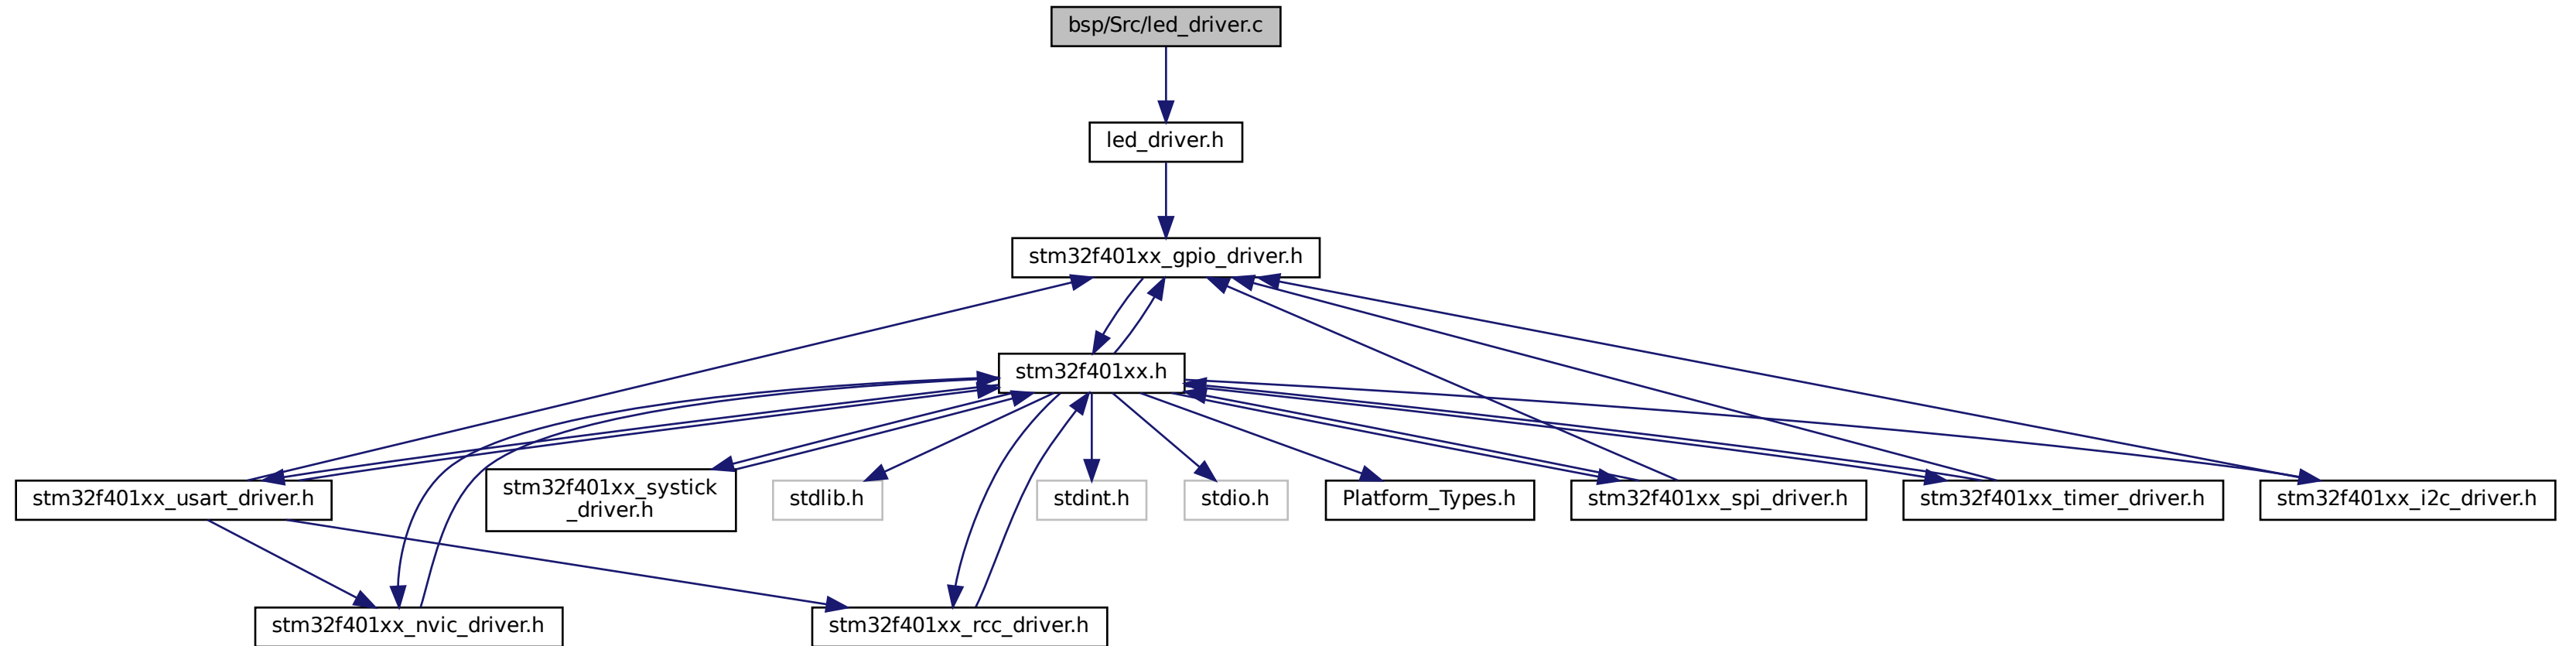 bsp/Src/led_driver.c
led_driver.h
stm32f401xx_gpio_driver.h
stm32f401xx.h
stm32f401xx_usart_driver.h
stm32f401xx_systick
_driver.h
stdlib.h
stdint.h
stdio.h
Platform_Types.h
stm32f401xx_spi_driver.h
stm32f401xx_timer_driver.h
stm32f401xx_i2c_driver.h
stm32f401xx_nvic_driver.h
stm32f401xx_rcc_driver.h